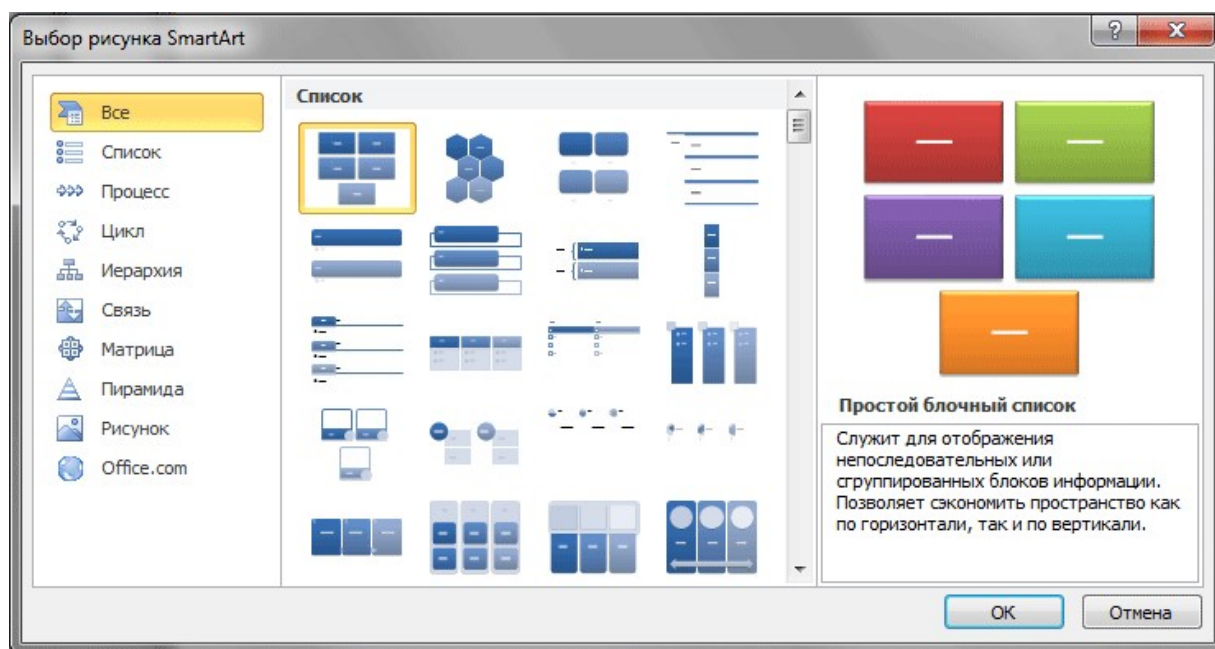 Выбор рисунка SmartArt
Все
Список
Процесс
Цикл
Иерархия
Связь
Матрица
Пирамида
Рисунок
Office.com
Список
Простой блочный список
Служит для отображения
непоследовательных или
сгруппированных блоков информации.
Позволяет сэкономить пространство как
по горизонтали, так и по вертикали.
OK
Отмена